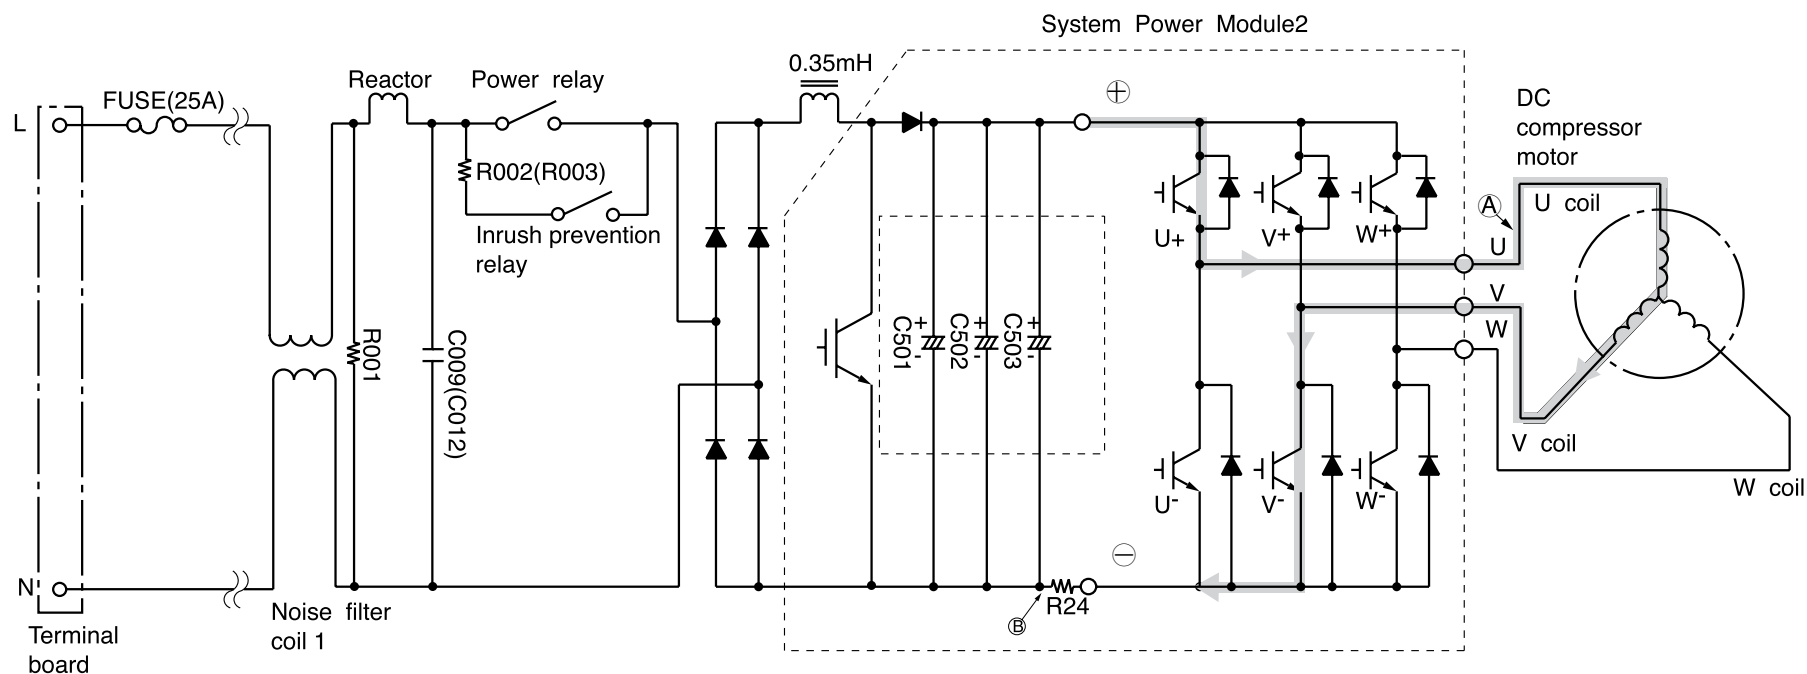 System Power Module2
0.35mH
Reactor
Power relay
FUSE(25A)
L
+
DC
compressor
motor
R002(R003)
A
U coil
Inrush prevention
relay
U+
V+
W+
U
V
W
R001
C009(C012)
+
C501
-
+
C502
-
+
C503
-
V coil
W coil
U-
V-
W-
−
N
R24
B
Noise filter
coil 1
Terminal
board